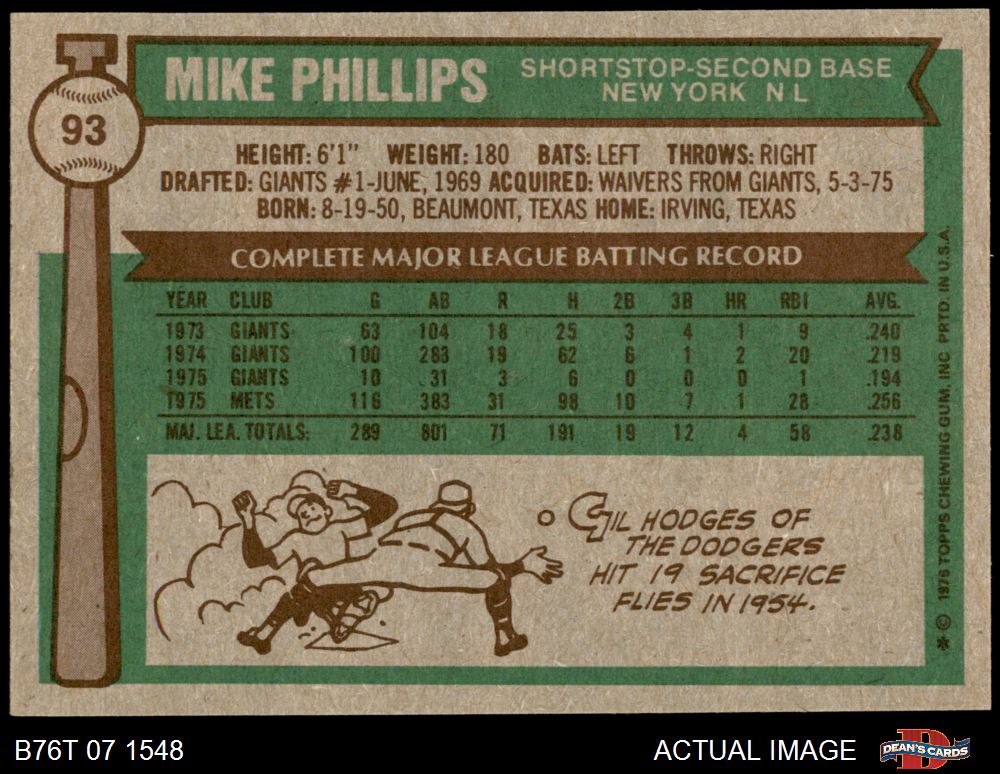 MIKE PHILLIPS
SHORTSTOP-SECOND BASE
NEW YORK N L
93
HEIGHT: 6'1" WEIGHT: 180 BATS: LEFT THROWS: RIGHT
DRAFTED: GIANTS #1-JUNE, 1969 ACQUIRED: WAIVERS FROM GIANTS, 5-3-75
BORN: 8-19-50, BEAUMONT, TEXAS HOME: IRVING, TEXAS
COMPLETE MAJOR LEAGUE BATTING RECORD
YEAR CLUB G AB R H 2B 3B HR RBI AVG.
1973 GIANTS 63 104 18 25 3 4 1 9 .240
1974 GIANTS 100 283 19 62 6 1 2 20 .219
1975 GIANTS 10 31 3 6 0 0 0 1 .194
1975 METS 116 383 31 98 10 7 1 28 .256
MAJ. LEA. TOTALS: 289 801 71 191 19 12 4 58 .238
GIL HODGES OF
THE DODGERS
HIT 19 SACRIFICE
FLIES IN 1954.
* © 1976 TOPPS CHEWING GUM, INC PRTD. IN U.S.A.
B76T 07 1548
ACTUAL IMAGE
DEAN'S CARDS